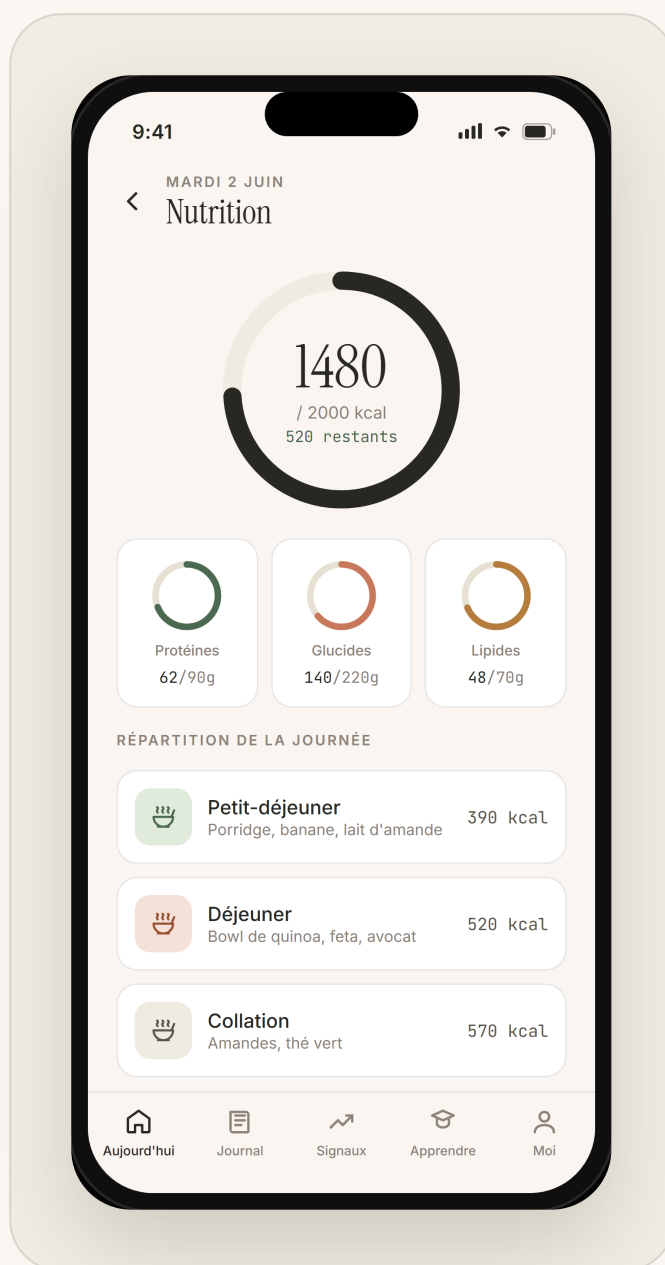 9:41
MARDI 2 JUIN
Nutrition
1480
/ 2000 kcal
520 restants
Protéines
62/90g
Glucides
140/220g
Lipides
48/70g
RÉPARTITION DE LA JOURNÉE
Petit-déjeuner
Porridge, banane, lait d'amande
390 kcal
Déjeuner
Bowl de quinoa, feta, avocat
520 kcal
Collation
Amandes, thé vert
570 kcal
Aujourd'hui
Journal
Signaux
Apprendre
Moi